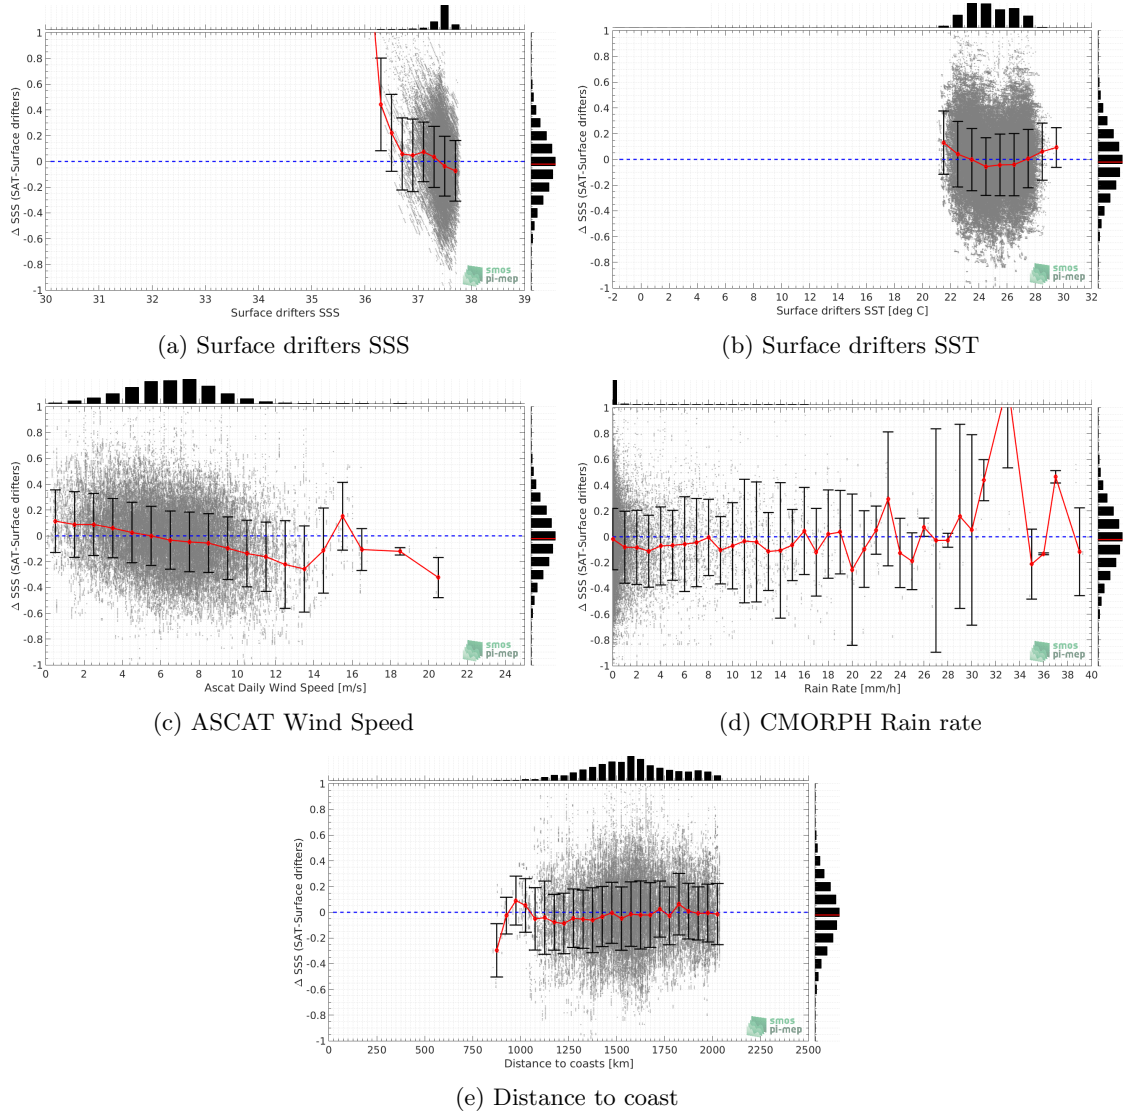 1
0.8
0.6
0.4
0.2
0
-0.2
-0.4
-0.6
-0.8
-1
Δ SSS (SAT-Surface drifters)
smos
pi-mep
30 31 32 33 34 35 36 37 38 39
Surface drifters SSS
(a) Surface drifters SSS
1
0.8
0.6
0.4
0.2
0
-0.2
-0.4
-0.6
-0.8
-1
Δ SSS (SAT-Surface drifters)
smos
pi-mep
-2 0 2 4 6 8 10 12 14 16 18 20 22 24 26 28 30 32
Surface drifters SST [deg C]
(b) Surface drifters SST
1
0.8
0.6
0.4
0.2
0
-0.2
-0.4
-0.6
-0.8
-1
Δ SSS (SAT-Surface drifters)
smos
pi-mep
0 2 4 6 8 10 12 14 16 18 20 22 24
Ascat Daily Wind Speed [m/s]
(c) ASCAT Wind Speed
1
0.8
0.6
0.4
0.2
0
-0.2
-0.4
-0.6
-0.8
-1
Δ SSS (SAT-Surface drifters)
smos
pi-mep
0 2 4 6 8 10 12 14 16 18 20 22 24 26 28 30 32 34 36 38 40
Rain Rate [mm/h]
(d) CMORPH Rain rate
1
0.8
0.6
0.4
0.2
0
-0.2
-0.4
-0.6
-0.8
-1
Δ SSS (SAT-Surface drifters)
smos
pi-mep
0 250 500 750 1000 1250 1500 1750 2000 2250 2500
Distance to coasts [km]
(e) Distance to coast